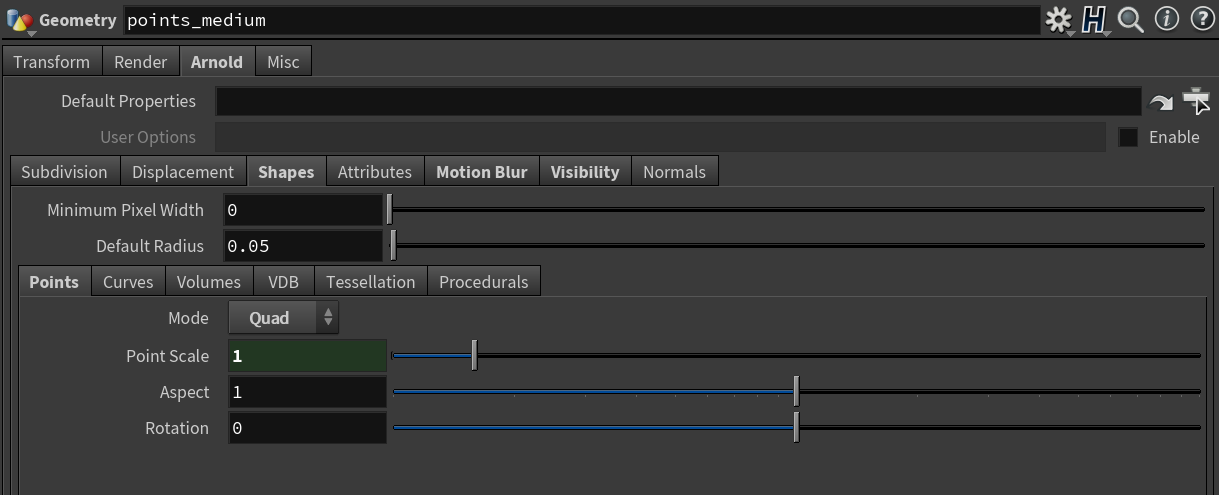 Geometry points_medium
Transform Render Arnold Misc
Default Properties
User Options Enable
Subdivision Displacement Shapes Attributes Motion Blur Visibility Normals
Minimum Pixel Width 0
Default Radius 0.05
Points Curves Volumes VDB Tessellation Procedurals
Mode Quad
Point Scale 1
Aspect 1
Rotation 0